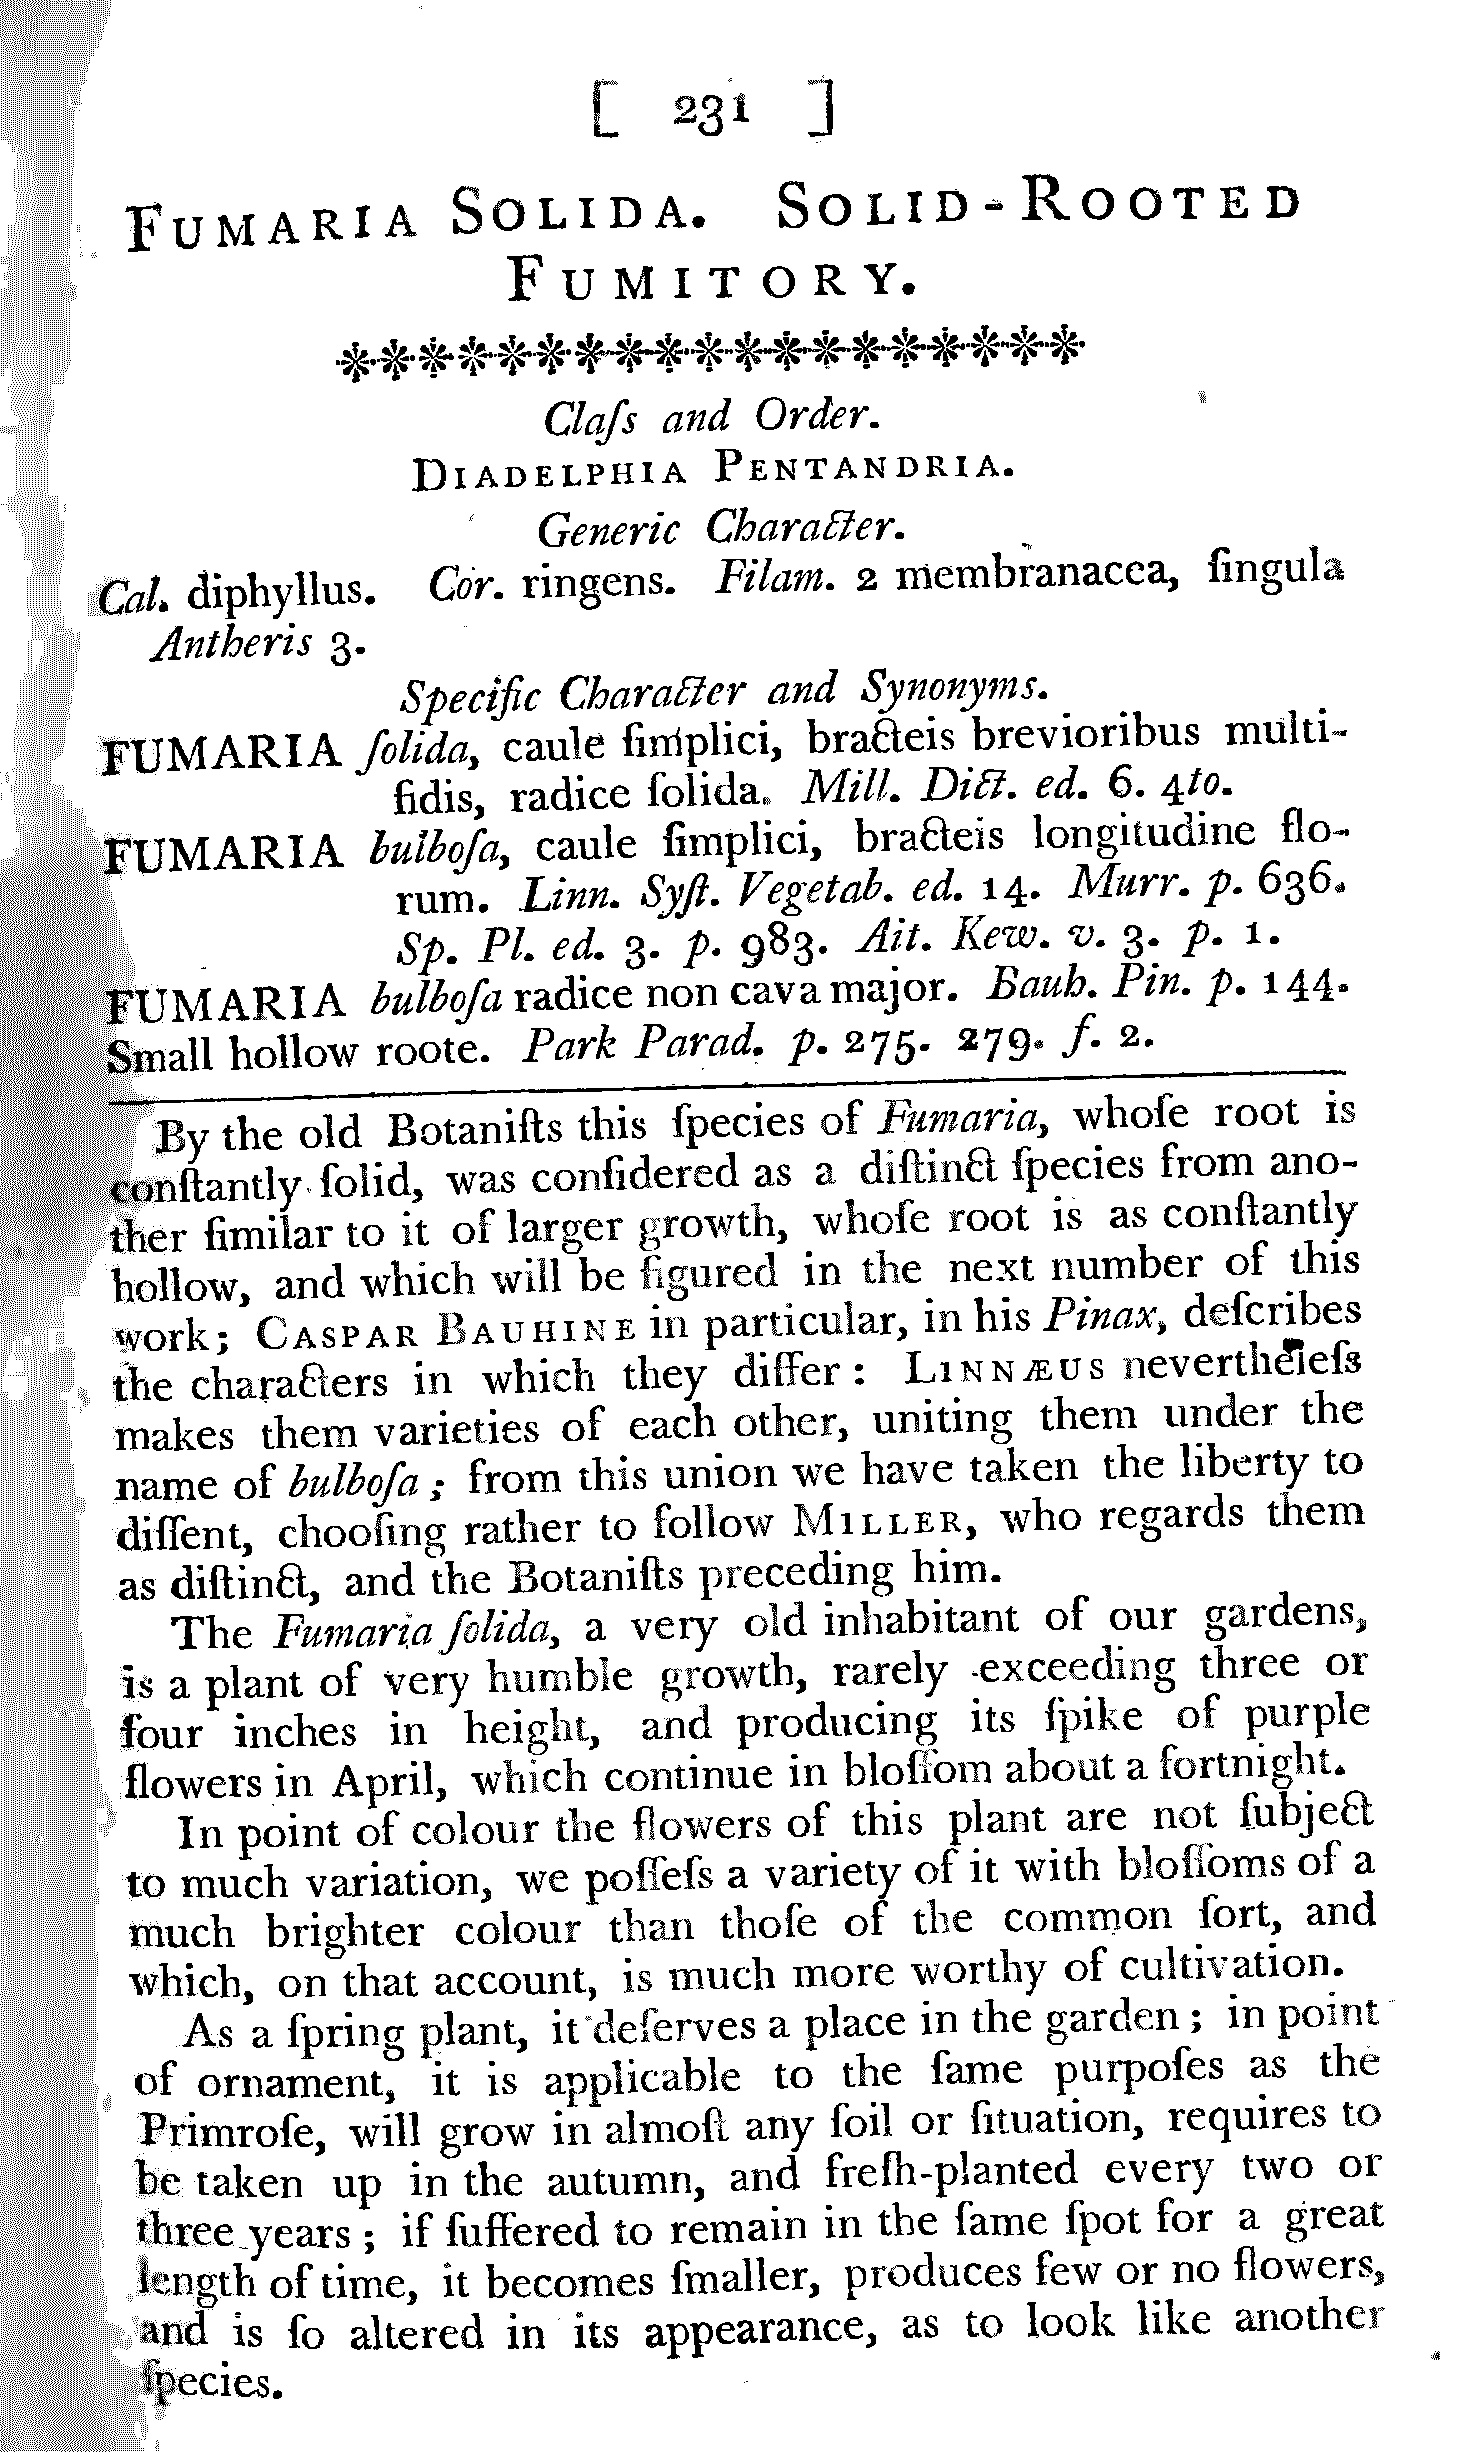 [ 231 ]
FUMARIA SOLIDA. SOLID-ROOTED
FUMITORY.
Claſs and Order.
DIADELPHIA PENTANDRIA.
Generic Character.
Cal. diphyllus. Cor. ringens. Filam. 2 membranacea, ſingula
Antheris 3.
Specific Character and Synonyms.
FUMARIA ſolida, caule ſimplici, bracteis brevioribus multi-
fidis, radice ſolida. Mill. Dict. ed. 6. 4to.
FUMARIA bulboſa, caule ſimplici, bracteis longitudine flo-
rum. Linn. Syſt. Vegetab. ed. 14. Murr. p. 636.
Sp. Pl. ed. 3. p. 983. Ait. Kew. v. 3. p. 1.
FUMARIA bulboſa radice non cava major. Bauh. Pin. p. 144.
Small hollow roote. Park Parad. p. 275. 279. f. 2.
By the old Botaniſts this ſpecies of Fumaria, whoſe root is
conſtantly ſolid, was conſidered as a diſtinct ſpecies from ano-
ther ſimilar to it of larger growth, whoſe root is as conſtantly
hollow, and which will be figured in the next number of this
work; CASPAR BAUHINE in particular, in his Pinax, deſcribes
the characters in which they differ: LINNÆUS nevertheleſs
makes them varieties of each other, uniting them under the
name of bulboſa; from this union we have taken the liberty to
diſſent, chooſing rather to follow MILLER, who regards them
as diſtinct, and the Botaniſts preceding him.
The Fumaria ſolida, a very old inhabitant of our gardens,
is a plant of very humble growth, rarely exceeding three or
four inches in height, and producing its ſpike of purple
flowers in April, which continue in bloſſom about a fortnight.
In point of colour the flowers of this plant are not ſubject
to much variation, we poſſeſs a variety of it with bloſſoms of a
much brighter colour than thoſe of the common ſort, and
which, on that account, is much more worthy of cultivation.
As a ſpring plant, it deſerves a place in the garden; in point
of ornament, it is applicable to the ſame purpoſes as the
Primroſe, will grow in almoſt any ſoil or ſituation, requires to
be taken up in the autumn, and freſh-planted every two or
three years; if ſuffered to remain in the ſame ſpot for a great
length of time, it becomes ſmaller, produces few or no flowers,
and is ſo altered in its appearance, as to look like another
ſpecies.